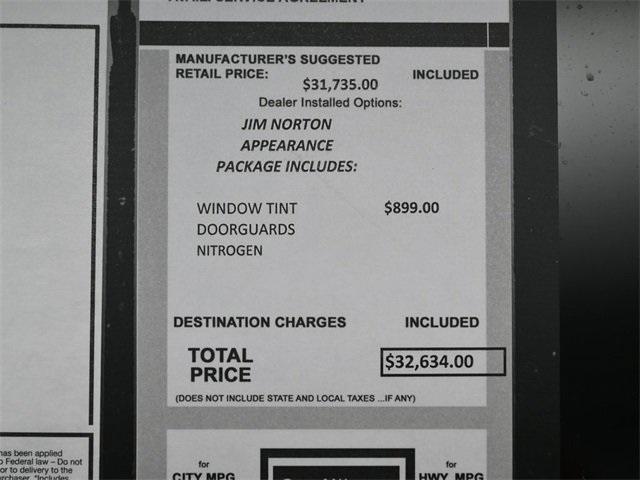 SERVICE AGREEMENT
MANUFACTURER'S SUGGESTED
RETAIL PRICE: INCLUDED
$31,735.00
Dealer Installed Options:
JIM NORTON
APPEARANCE
PACKAGE INCLUDES:
WINDOW TINT $899.00
DOORGUARDS
NITROGEN
DESTINATION CHARGES INCLUDED
TOTAL
PRICE
$32,634.00
(DOES NOT INCLUDE STATE AND LOCAL TAXES ...IF ANY)
has been applied
Federal law – Do not
or to delivery to the
"Includes
for
CITY MPG
for
HWY MPG